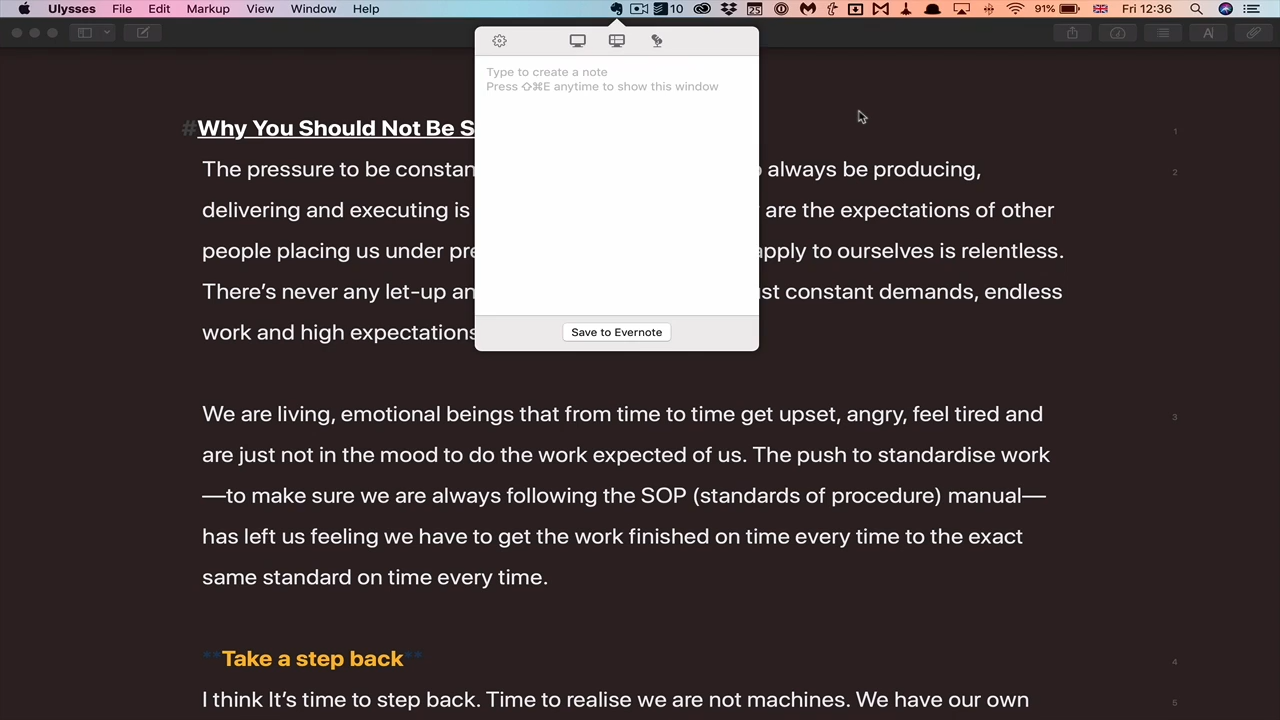 Ulysses File Edit Markup View Window Help 10 91% Fri 12:36
Type to create a note
Press ⇧⌘E anytime to show this window
Save to Evernote
#Why You Should Not Be S
1
The pressure to be constan always be producing,
2
delivering and executing is are the expectations of other
people placing us under pre apply to ourselves is relentless.
There's never any let-up an st constant demands, endless
work and high expectations
We are living, emotional beings that from time to time get upset, angry, feel tired and
3
are just not in the mood to do the work expected of us. The push to standardise work
—to make sure we are always following the SOP (standards of procedure) manual—
has left us feeling we have to get the work finished on time every time to the exact
same standard on time every time.
**Take a step back**
4
I think It's time to step back. Time to realise we are not machines. We have our own
5